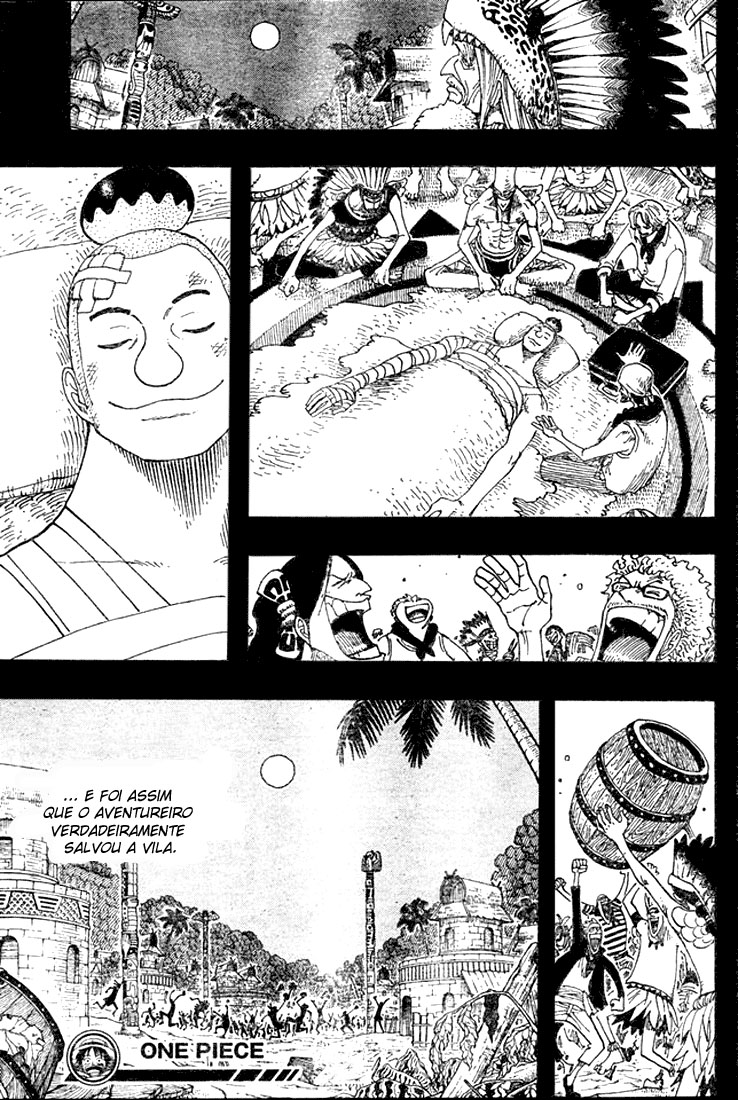 ... E FOI ASSIM
QUE O AVENTUREIRO
VERDADEIRAMENTE
SALVOU A VILA.
ONE PIECE